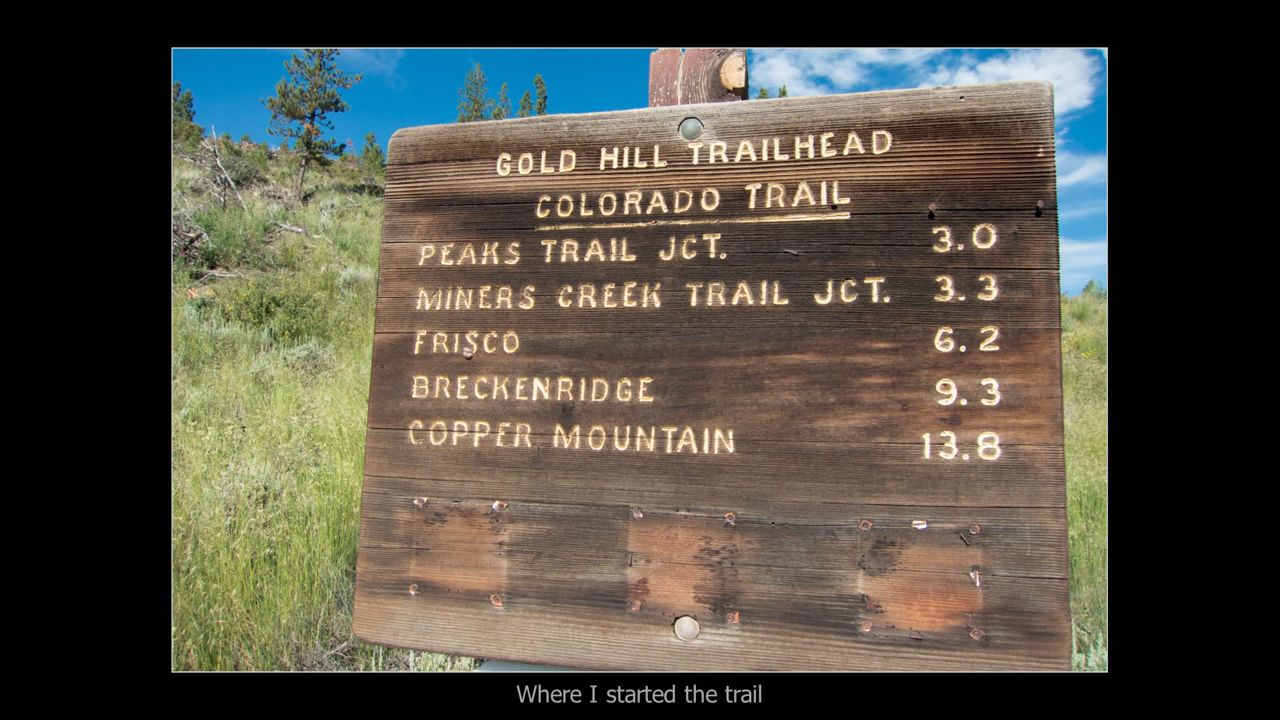 GOLD HILL TRAILHEAD
COLORADO TRAIL
PEAKS TRAIL JCT. 3.0
MINERS CREEK TRAIL JCT. 3.3
FRISCO 6.2
BRECKENRIDGE 9.3
COPPER MOUNTAIN 13.8
Where I started the trail